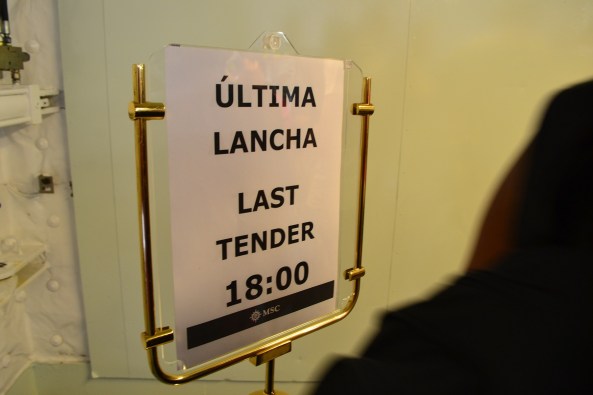 ÚLTIMA
LANCHA
LAST
TENDER
18:00
MSC